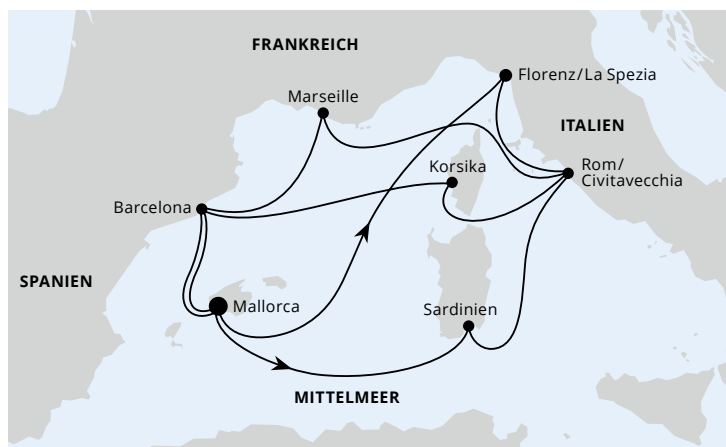 FRANKREICH
Florenz/La Spezia
Marseille
ITALIEN
Korsika
Rom/
Civitavecchia
Barcelona
SPANIEN
Mallorca
Sardinien
MITTELMEER